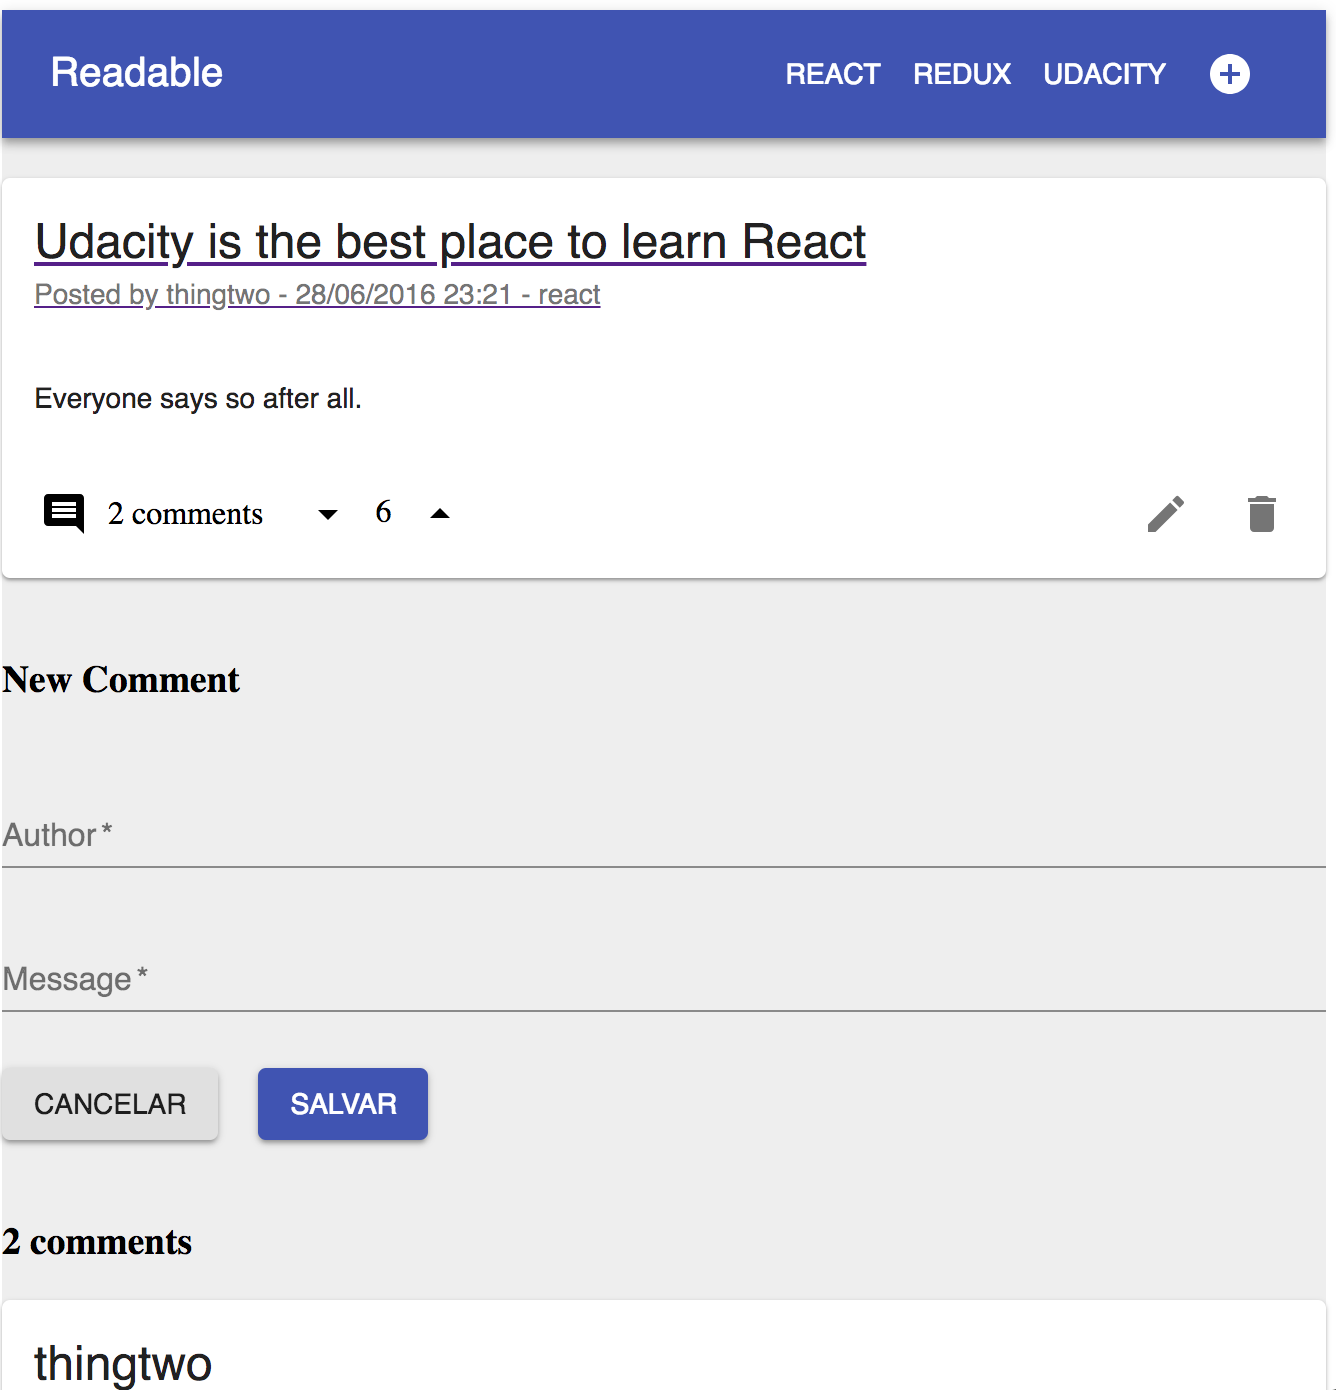 Readable REACT REDUX UDACITY
Udacity is the best place to learn React
Posted by thingtwo - 28/06/2016 23:21 - react
Everyone says so after all.
2 comments 6
New Comment
Author *
Message *
CANCELAR SALVAR
2 comments
thingtwo